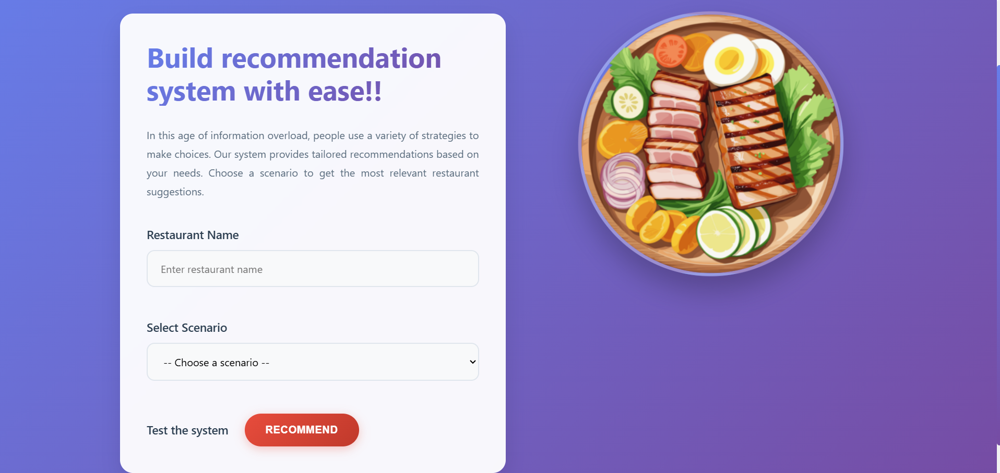 Build recommendation
system with ease!!
In this age of information overload, people use a variety of strategies to
make choices. Our system provides tailored recommendations based on
your needs. Choose a scenario to get the most relevant restaurant
suggestions.
Restaurant Name
Enter restaurant name
Select Scenario
-- Choose a scenario --
Test the system
RECOMMEND